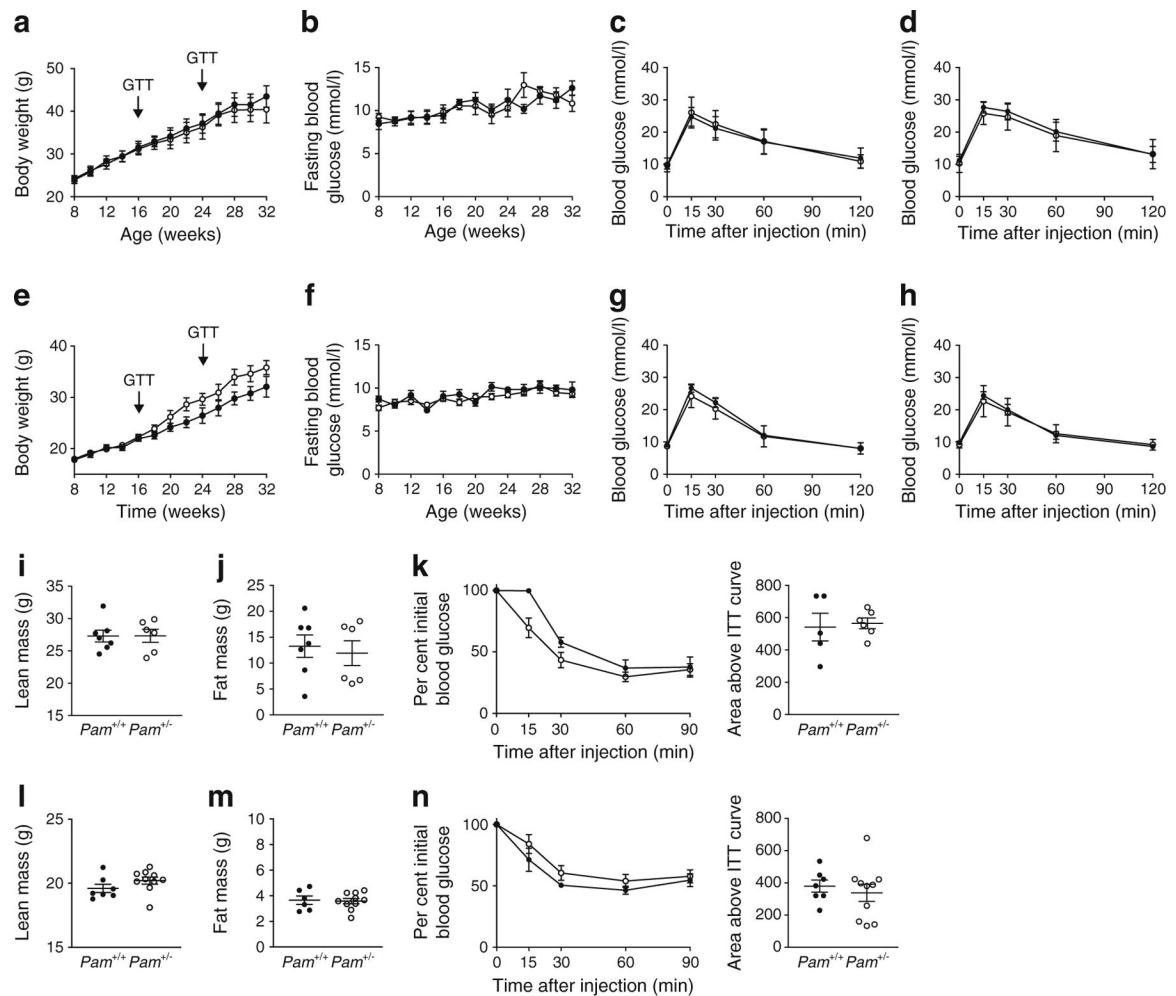 a
b
c
d
Body weight (g)
50
40
30
20
GTT
GTT
8 12 16 20 24 28 32
Age (weeks)
Fasting blood
glucose (mmol/l)
15
10
5
0
8 12 16 20 24 28 32
Age (weeks)
Blood glucose (mmol/l)
40
30
20
10
0
0 15 30 60 90 120
Time after injection (min)
Blood glucose (mmol/l)
40
30
20
10
0
0 15 30 60 90 120
Time after injection (min)
e
f
g
h
Body weight (g)
40
30
20
GTT
GTT
8 12 16 20 24 28 32
Time (weeks)
Fasting blood
glucose (mmol/l)
15
10
5
0
8 12 16 20 24 28 32
Age (weeks)
Blood glucose (mmol/l)
40
30
20
10
0
0 15 30 60 90 120
Time after injection (min)
Blood glucose (mmol/l)
40
30
20
10
0
0 15 30 60 90 120
Time after injection (min)
i
j
k
Lean mass (g)
35
30
25
20
15
Pam+/+ Pam+/-
Fat mass (g)
25
20
15
10
5
0
Pam+/+ Pam+/-
Per cent initial
blood glucose
100
50
0
0 15 30 60 90
Time after injection (min)
Area above ITT curve
800
600
400
200
0
Pam+/+ Pam+/-
l
m
n
Lean mass (g)
25
20
15
Pam+/+ Pam+/-
Fat mass (g)
10
8
6
4
2
0
Pam+/+ Pam+/-
Per cent initial
blood glucose
100
50
0
0 15 30 60 90
Time after injection (min)
Area above ITT curve
800
600
400
200
0
Pam+/+ Pam+/-